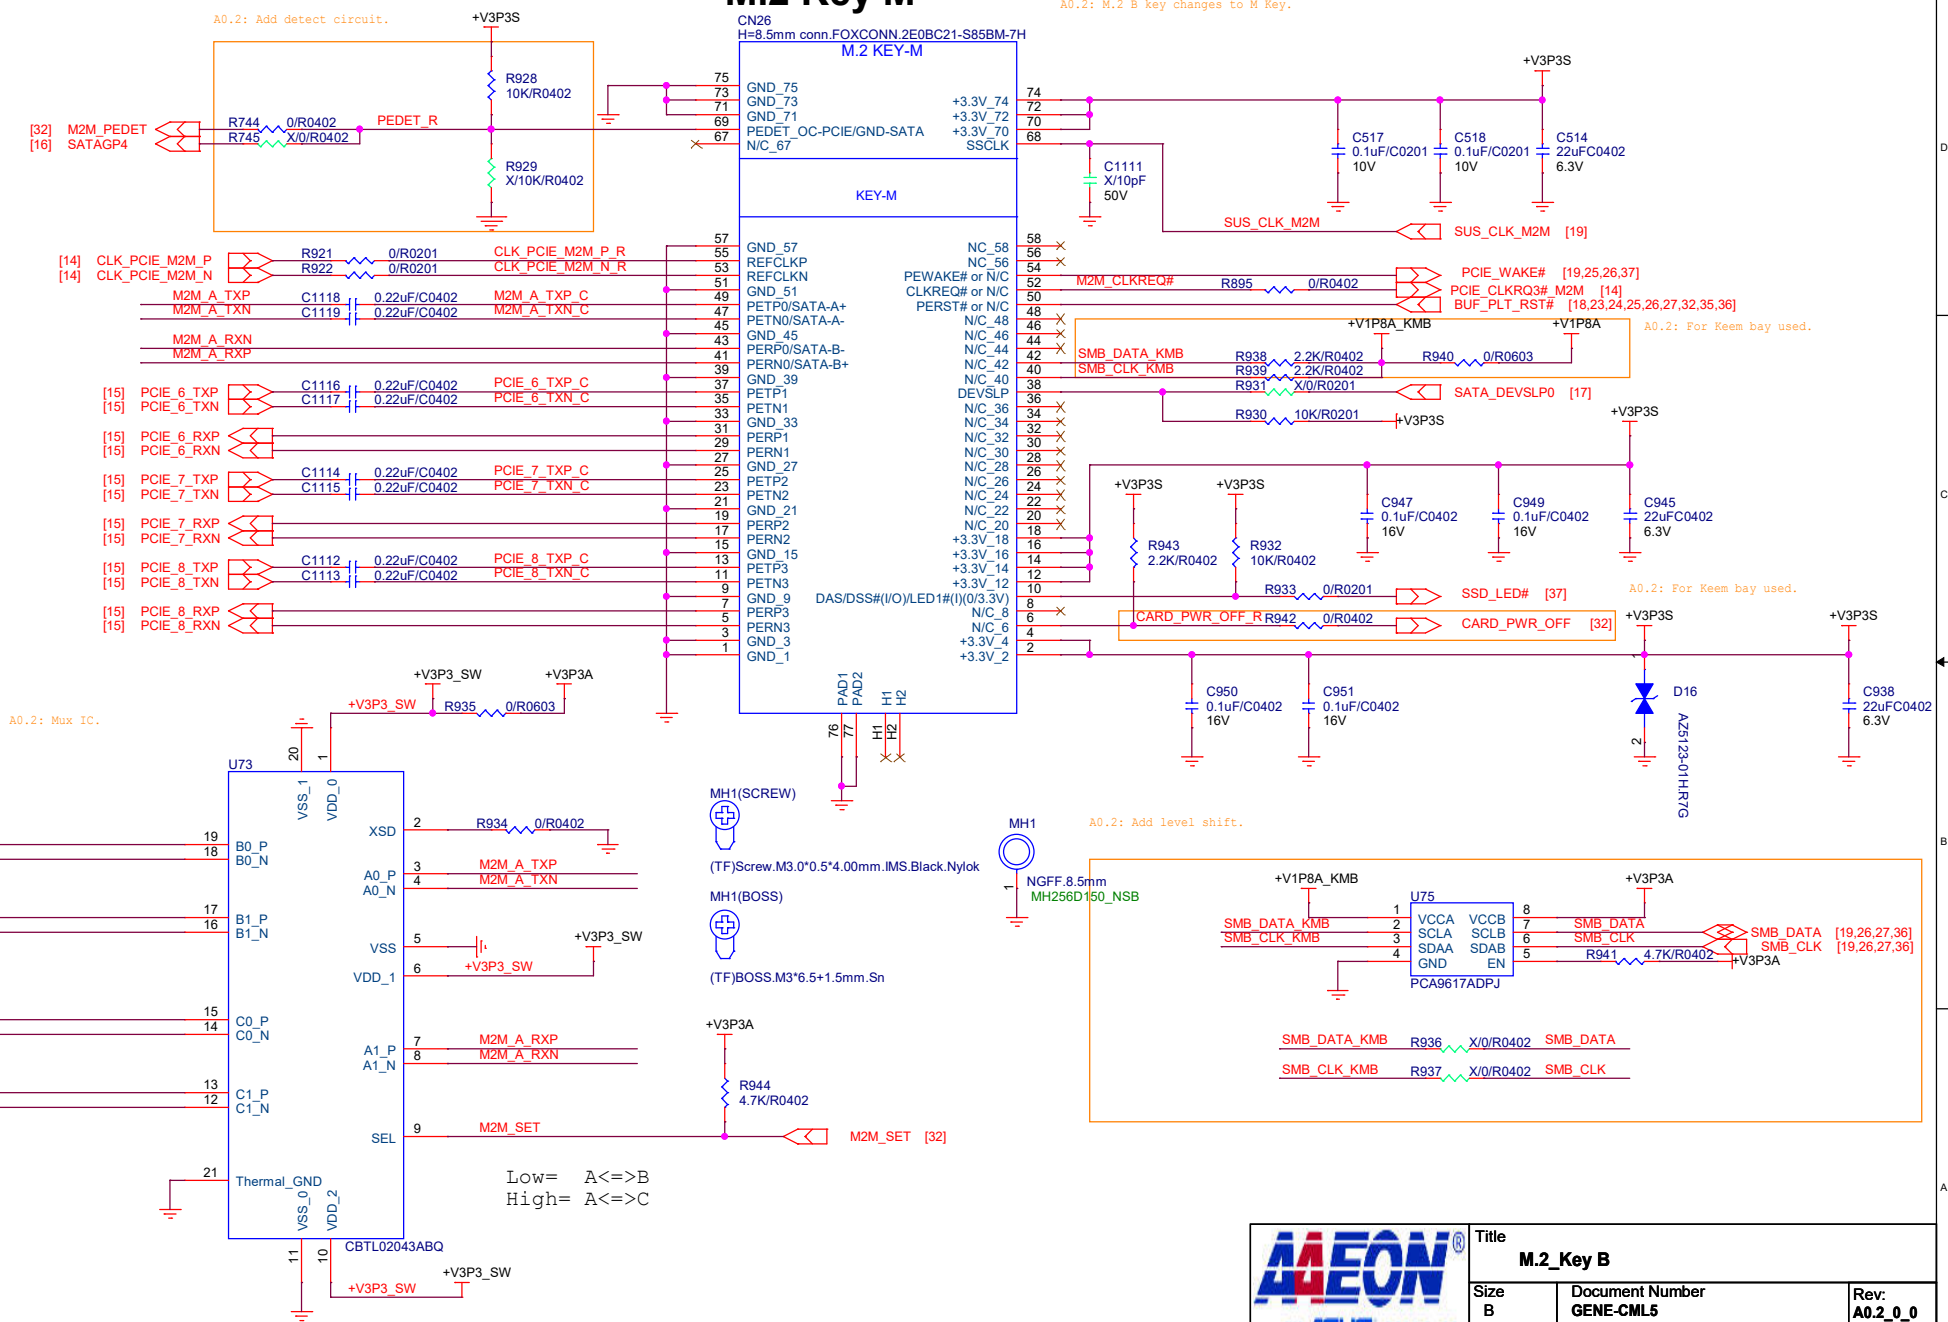 M.2 Key M
A0.2: Add detect circuit.
A0.2: M.2 B key changes to M Key.
+V3P3S
CN26
H=8.5mm conn.FOXCONN.2E0BC21-S85BM-7H
M.2 KEY-M
R928
10K/R0402
[32] M2M_PEDET
[16] SATAGP4
R744 0/R0402
R745 X/0/R0402
PEDET_R
R929
X/10K/R0402
75 GND_75
73 GND_73
71 GND_71
69 PEDET_OC-PCIE/GND-SATA
67 N/C_67
+3.3V_74 74
+3.3V_72 72
+3.3V_70 70
SSCLK 68
KEY-M
+V3P3S
C517
0.1uF/C0201
10V
C518
0.1uF/C0201
10V
C514
22uFC0402
6.3V
C1111
X/10pF
50V
SUS_CLK_M2M
SUS_CLK_M2M [19]
[14] CLK_PCIE_M2M_P R921 0/R0201 CLK_PCIE_M2M_P_R
[14] CLK_PCIE_M2M_N R922 0/R0201 CLK_PCIE_M2M_N_R
M2M_A_TXP C1118 0.22uF/C0402 M2M_A_TXP_C
M2M_A_TXN C1119 0.22uF/C0402 M2M_A_TXN_C
M2M_A_RXN
M2M_A_RXP
[15] PCIE_6_TXP C1116 0.22uF/C0402 PCIE_6_TXP_C
[15] PCIE_6_TXN C1117 0.22uF/C0402 PCIE_6_TXN_C
[15] PCIE_6_RXP
[15] PCIE_6_RXN
[15] PCIE_7_TXP C1114 0.22uF/C0402 PCIE_7_TXP_C
[15] PCIE_7_TXN C1115 0.22uF/C0402 PCIE_7_TXN_C
[15] PCIE_7_RXP
[15] PCIE_7_RXN
[15] PCIE_8_TXP C1112 0.22uF/C0402 PCIE_8_TXP_C
[15] PCIE_8_TXN C1113 0.22uF/C0402 PCIE_8_TXN_C
[15] PCIE_8_RXP
[15] PCIE_8_RXN
57 GND_57
55 REFCLKP
53 REFCLKN
51 GND_51
49 PETP0/SATA-A+
47 PETN0/SATA-A-
45 GND_45
43 PERP0/SATA-B-
41 PERN0/SATA-B+
39 GND_39
37 PETP1
35 PETN1
33 GND_33
31 PERP1
29 PERN1
27 GND_27
25 PETP2
23 PETN2
21 GND_21
19 PERP2
17 PERN2
15 GND_15
13 PETP3
11 PETN3
9 GND_9
7 PERP3
5 PERN3
3 GND_3
1 GND_1
NC_58 58
NC_56 56
PEWAKE# or N/C 54
CLKREQ# or N/C 52
PERST# or N/C 50
N/C_48 48
N/C_46 46
N/C_44 44
N/C_42 42
N/C_40 40
DEVSLP 38
N/C_36 36
N/C_34 34
N/C_32 32
N/C_30 30
N/C_28 28
N/C_26 26
N/C_24 24
N/C_22 22
N/C_20 20
+3.3V_18 18
+3.3V_16 16
+3.3V_14 14
+3.3V_12 12
DAS/DSS#(I/O)/LED1#(I)(0/3.3V) 10
N/C_8 8
N/C_6 6
+3.3V_4 4
+3.3V_2 2
PAD1 PAD2 H1 H2
76 77 H1 H2
PCIE_WAKE# [19,25,26,37]
M2M_CLKREQ# R895 0/R0402 PCIE_CLKRQ3#_M2M [14]
BUF_PLT_RST# [18,23,24,25,26,27,32,35,36]
+V1P8A_KMB +V1P8A
A0.2: For Keem bay used.
SMB_DATA_KMB R938 2.2K/R0402 R940 0/R0603
SMB_CLK_KMB R939 2.2K/R0402
R931 X/0/R0201 SATA_DEVSLP0 [17]
R930 10K/R0201 +V3P3S
+V3P3S
C947
0.1uF/C0402
16V
C949
0.1uF/C0402
16V
C945
22uFC0402
6.3V
+V3P3S +V3P3S
R943
2.2K/R0402
R932
10K/R0402
R933 0/R0201 SSD_LED# [37]
A0.2: For Keem bay used.
CARD_PWR_OFF_R R942 0/R0402 CARD_PWR_OFF [32]
+V3P3S +V3P3S
C950
0.1uF/C0402
16V
C951
0.1uF/C0402
16V
1
D16
2
AZ5123-01H.R7G
C938
22uFC0402
6.3V
A0.2: Mux IC.
+V3P3_SW +V3P3A
+V3P3_SW R935 0/R0603
U73
20 1
VSS_1 VDD_0
19 B0_P
18 B0_N
17 B1_P
16 B1_N
15 C0_P
14 C0_N
13 C1_P
12 C1_N
21 Thermal_GND
XSD 2 R934 0/R0402
A0_P 3 M2M_A_TXP
A0_N 4 M2M_A_TXN
VSS 5
+V3P3_SW
VDD_1 6 +V3P3_SW
A1_P 7 M2M_A_RXP
A1_N 8 M2M_A_RXN
+V3P3A
R944
4.7K/R0402
SEL 9 M2M_SET
M2M_SET [32]
VSS_0 VDD_2
11 10
CBTL02043ABQ
+V3P3_SW
+V3P3_SW
Low= A<=>B
High= A<=>C
MH1(SCREW)
(TF)Screw.M3.0*0.5*4.00mm.IMS.Black.Nylok
MH1(BOSS)
(TF)BOSS.M3*6.5+1.5mm.Sn
MH1
1
NGFF.8.5mm
MH256D150_NSB
A0.2: Add level shift.
+V1P8A_KMB +V3P3A
U75
1 VCCA VCCB 8
SMB_DATA_KMB 2 SCLA SCLB 7 SMB_DATA
SMB_CLK_KMB 3 SDAA SDAB 6 SMB_CLK
4 GND EN 5 R941 4.7K/R0402
PCA9617ADPJ
SMB_DATA [19,26,27,36]
SMB_CLK [19,26,27,36]
+V3P3A
SMB_DATA_KMB R936 X/0/R0402 SMB_DATA
SMB_CLK_KMB R937 X/0/R0402 SMB_CLK
D
C
B
A
AAEON®
Title
M.2_Key B
Size
B
Document Number
GENE-CML5
Rev:
A0.2_0_0